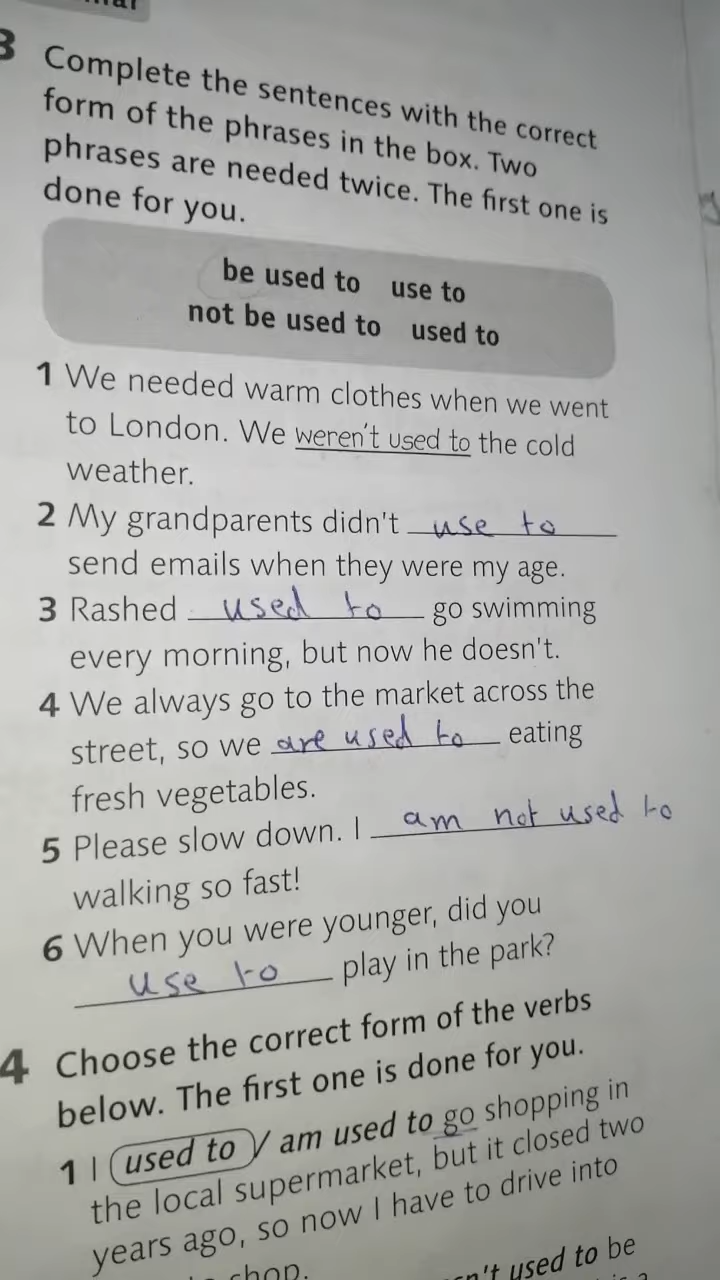 3 Complete the sentences with the correct
form of the phrases in the box. Two
phrases are needed twice. The first one is
done for you.
be used to use to
not be used to used to
1 We needed warm clothes when we went
to London. We weren't used to the cold
weather.
2 My grandparents didn't use to
send emails when they were my age.
3 Rashed used to go swimming
every morning, but now he doesn't.
4 We always go to the market across the
street, so we are used to eating
fresh vegetables.
5 Please slow down. I am not used to
walking so fast!
6 When you were younger, did you
use to play in the park?
4 Choose the correct form of the verbs
below. The first one is done for you.
1 I used to / am used to go shopping in
the local supermarket, but it closed two
years ago, so now I have to drive into
shop.
used to be